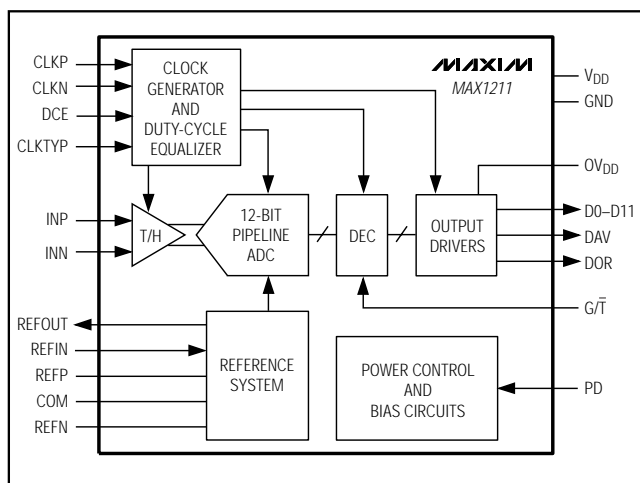 CLKP
CLKN
DCE
CLKTYP
CLOCK
GENERATOR
AND
DUTY-CYCLE
EQUALIZER
MAXIM
MAX1211
VDD
GND
OVDD
INP
INN
T/H
12-BIT
PIPELINE
ADC
DEC
OUTPUT
DRIVERS
D0–D11
DAV
DOR
G/T̅
REFOUT
REFIN
REFP
COM
REFN
REFERENCE
SYSTEM
POWER CONTROL
AND
BIAS CIRCUITS
PD